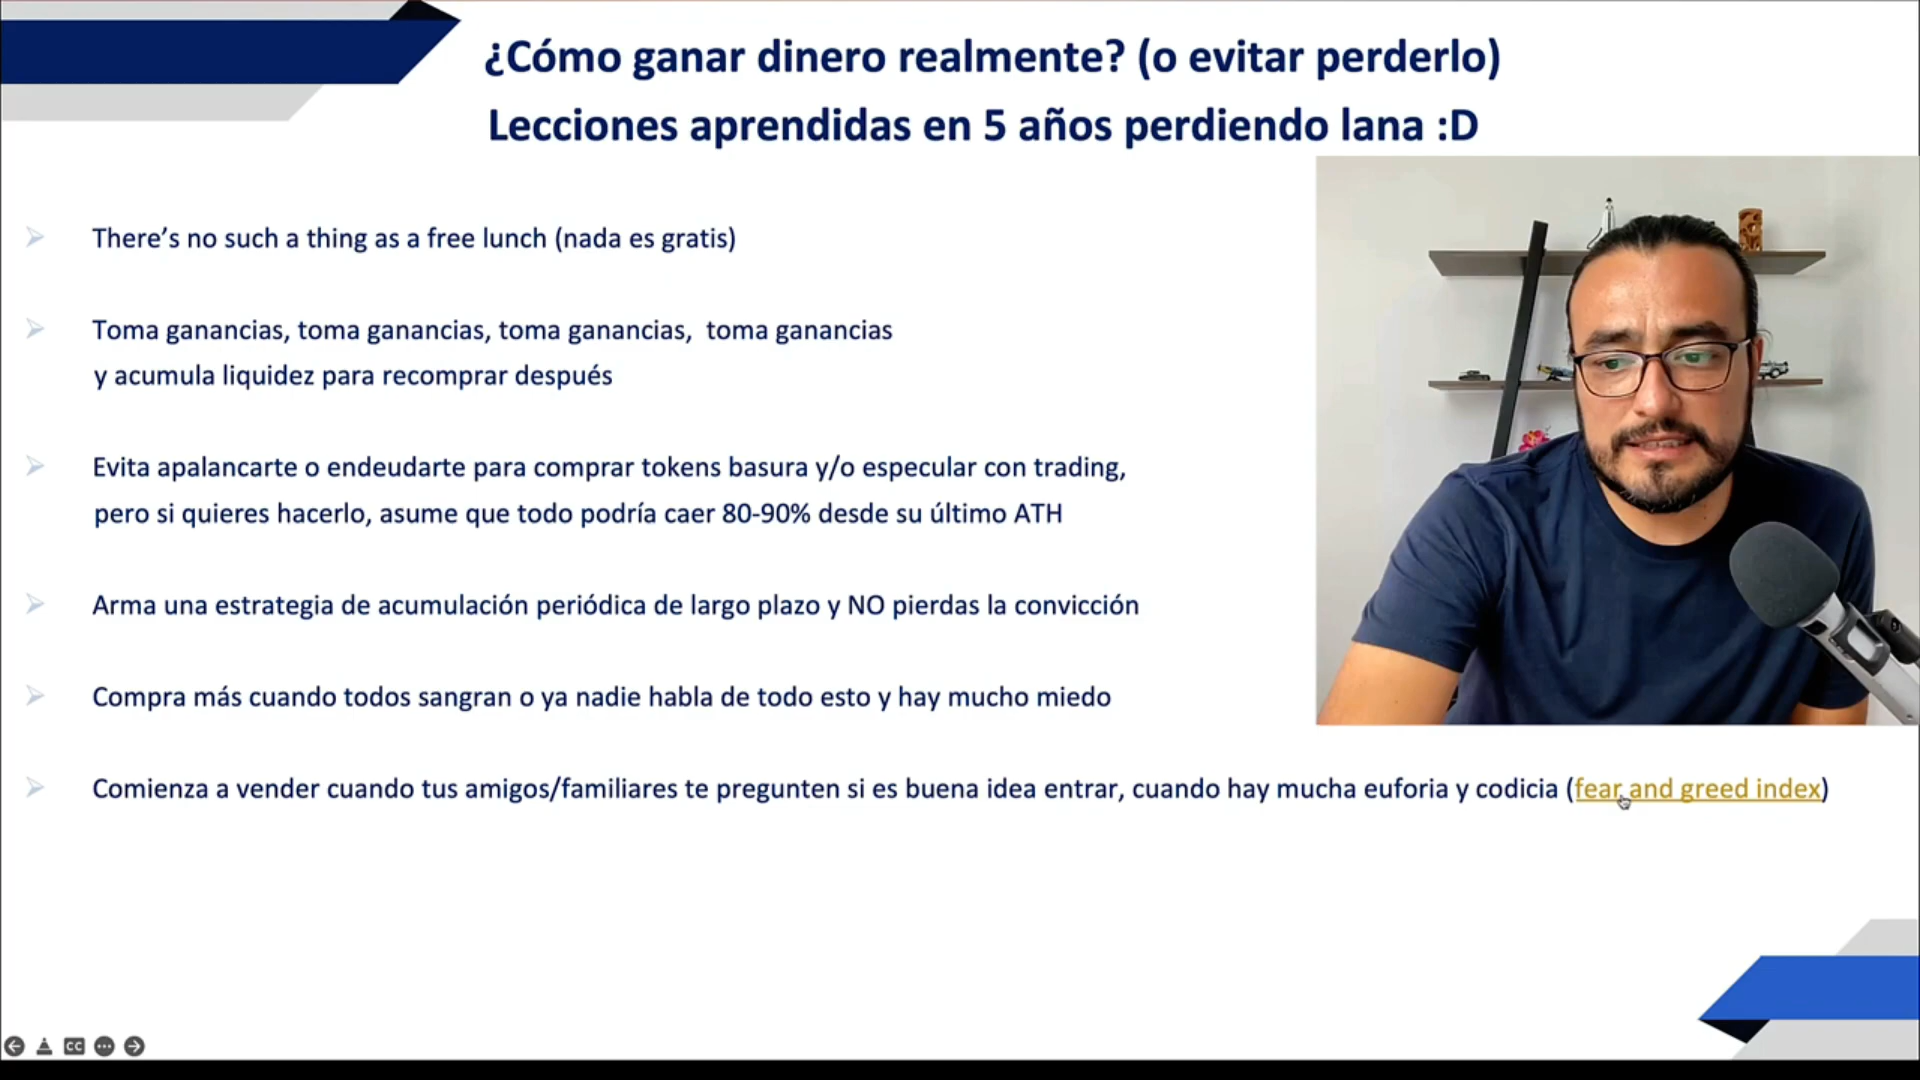 ¿Cómo ganar dinero realmente? (o evitar perderlo)
Lecciones aprendidas en 5 años perdiendo lana :D
There’s no such a thing as a free lunch (nada es gratis)
Toma ganancias, toma ganancias, toma ganancias,  toma ganancias
y acumula liquidez para recomprar después
Evita apalancarte o endeudarte para comprar tokens basura y/o especular con trading,
pero si quieres hacerlo, asume que todo podría caer 80-90% desde su último ATH
Arma una estrategia de acumulación periódica de largo plazo y NO pierdas la convicción
Compra más cuando todos sangran o ya nadie habla de todo esto y hay mucho miedo
Comienza a vender cuando tus amigos/familiares te pregunten si es buena idea entrar, cuando hay mucha euforia y codicia (fear and greed index)
CC